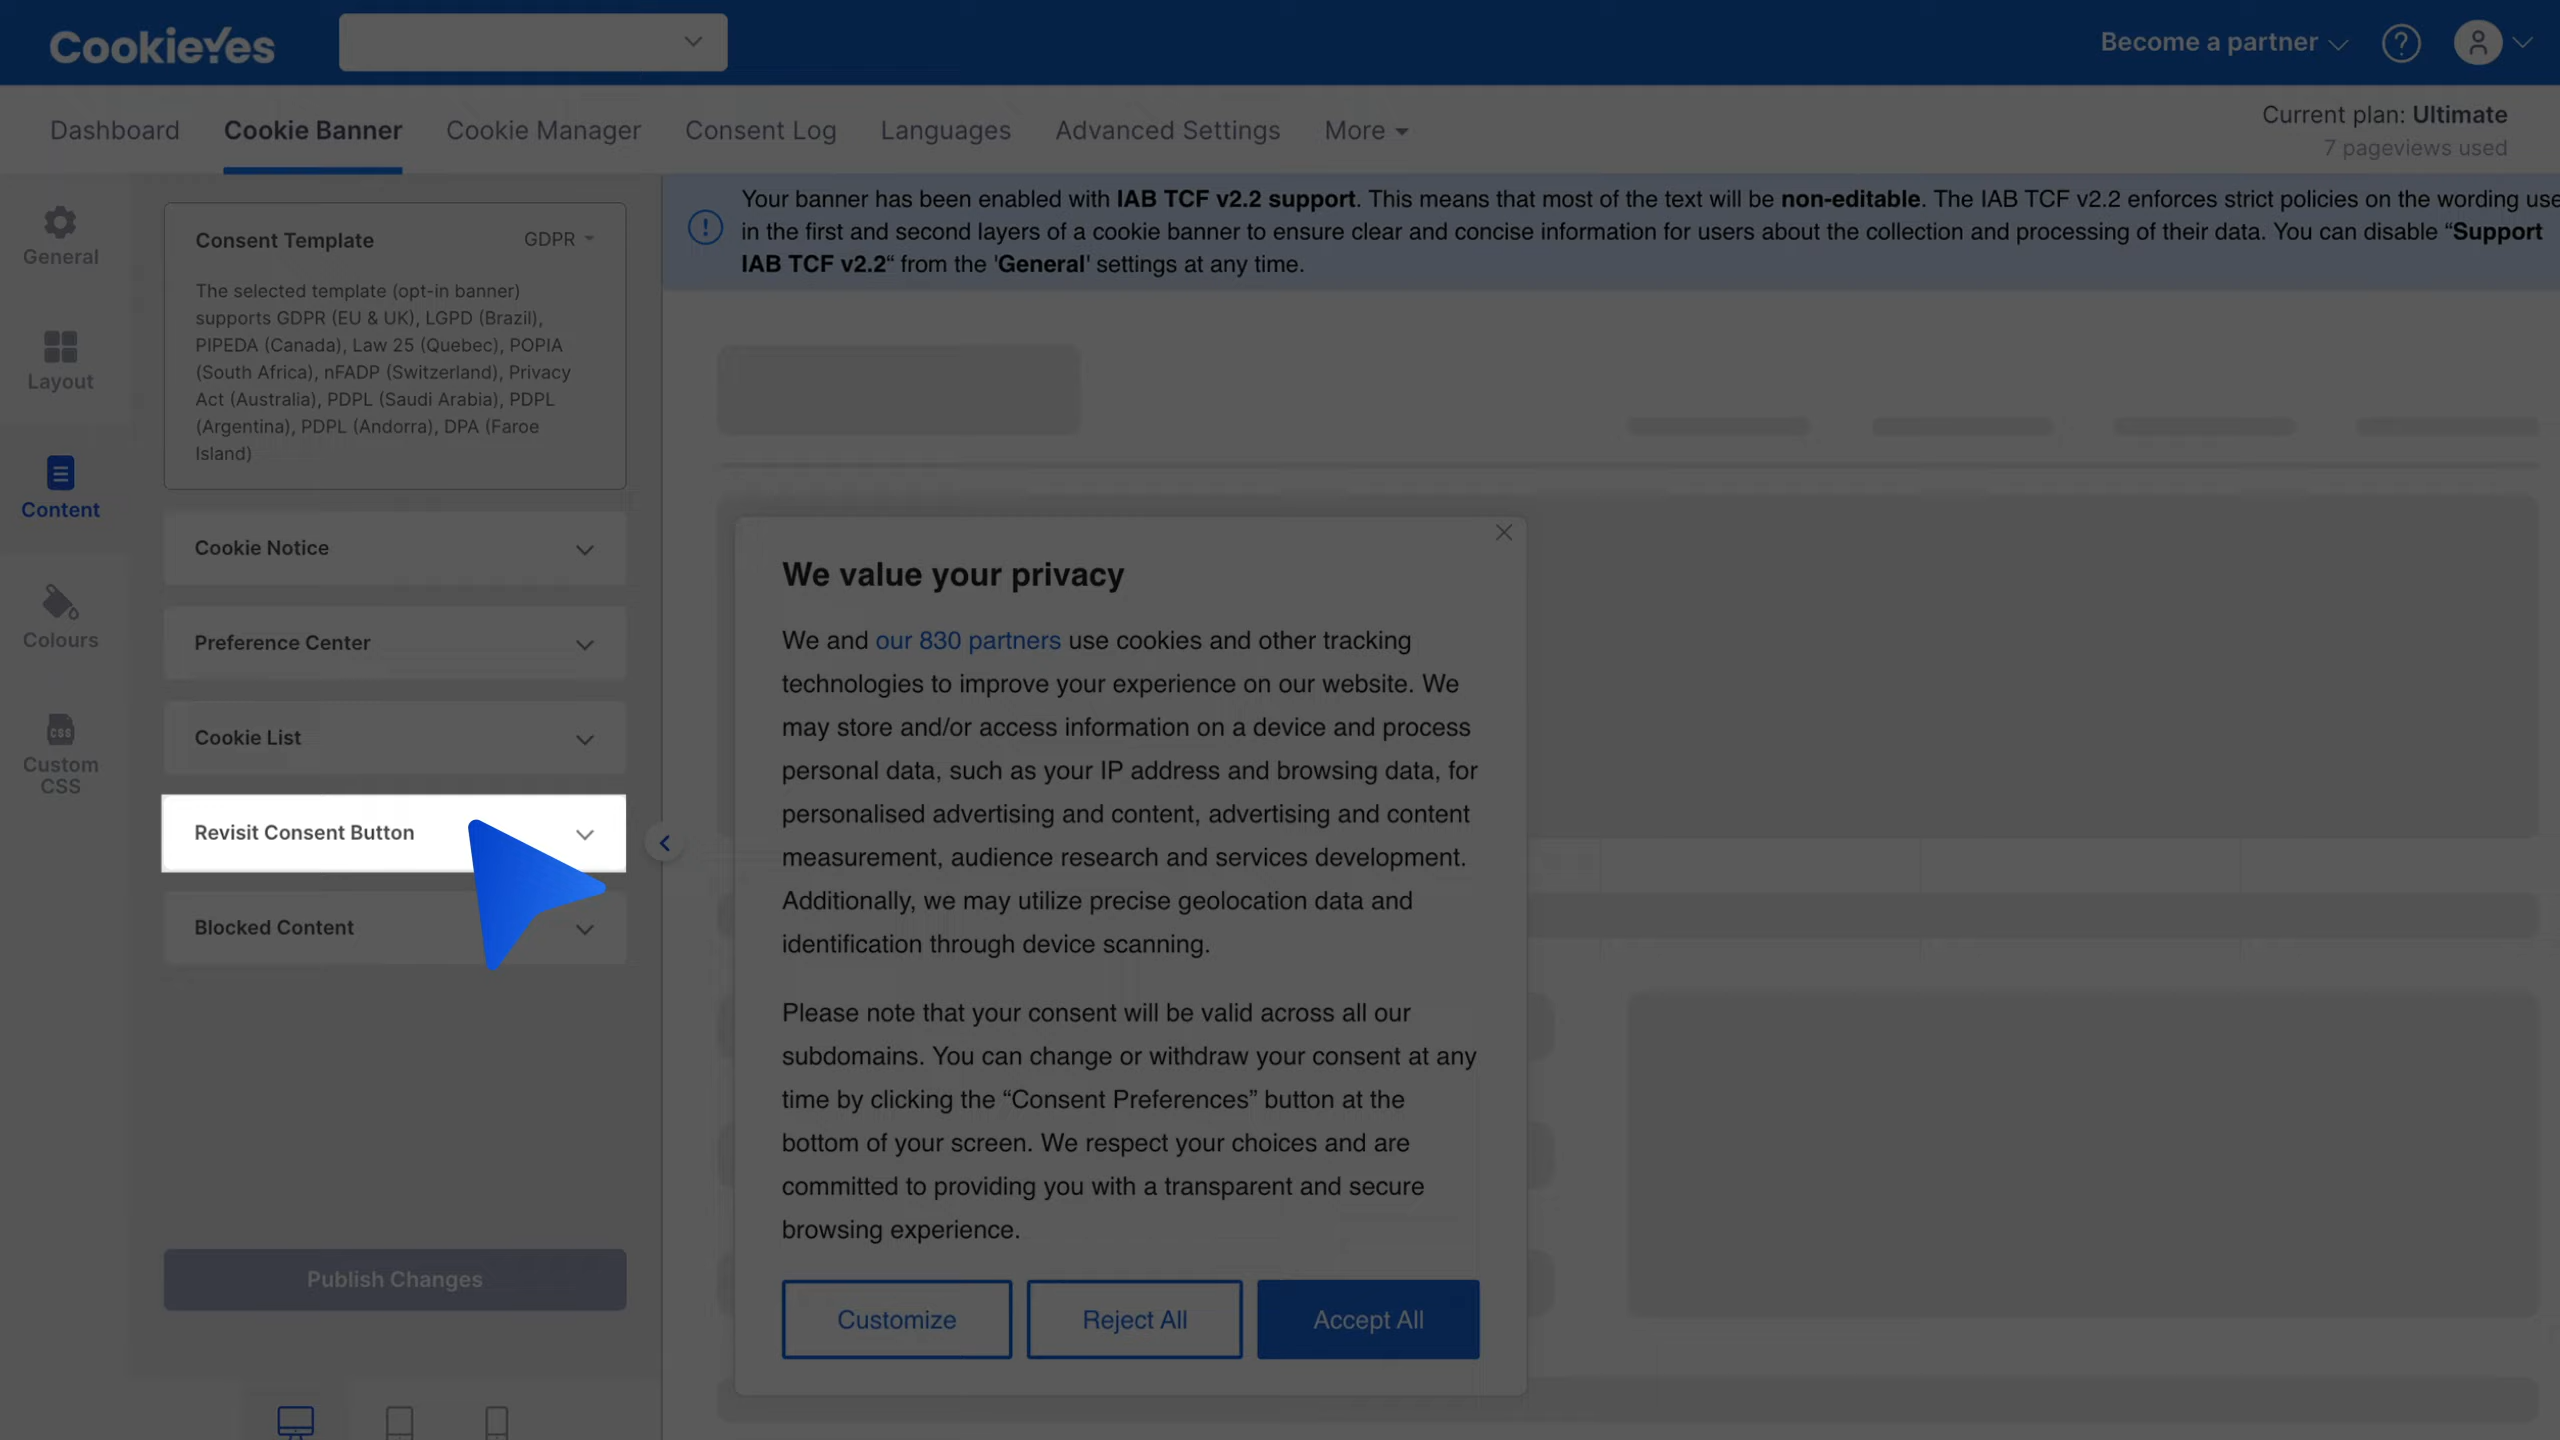 CookieYes
Become a partner
Dashboard
Cookie Banner
Cookie Manager
Consent Log
Languages
Advanced Settings
More
Current plan: Ultimate
7 pageviews used
General
Layout
Content
Colours
CSS
Custom
CSS
Consent Template
GDPR
The selected template (opt-in banner)
supports GDPR (EU & UK), LGPD (Brazil),
PIPEDA (Canada), Law 25 (Quebec), POPIA
(South Africa), nFADP (Switzerland), Privacy
Act (Australia), PDPL (Saudi Arabia), PDPL
(Argentina), PDPL (Andorra), DPA (Faroe
Island)
Cookie Notice
Preference Center
Cookie List
Revisit Consent Button
Blocked Content
Publish Changes
Your banner has been enabled with IAB TCF v2.2 support. This means that most of the text will be non-editable. The IAB TCF v2.2 enforces strict policies on the wording use
in the first and second layers of a cookie banner to ensure clear and concise information for users about the collection and processing of their data. You can disable “Support
IAB TCF v2.2“ from the 'General' settings at any time.
We value your privacy
We and our 830 partners use cookies and other tracking
technologies to improve your experience on our website. We
may store and/or access information on a device and process
personal data, such as your IP address and browsing data, for
personalised advertising and content, advertising and content
measurement, audience research and services development.
Additionally, we may utilize precise geolocation data and
identification through device scanning.
Please note that your consent will be valid across all our
subdomains. You can change or withdraw your consent at any
time by clicking the “Consent Preferences” button at the
bottom of your screen. We respect your choices and are
committed to providing you with a transparent and secure
browsing experience.
Customize
Reject All
Accept All